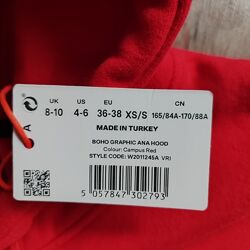 UK US EU CN
8-10 4-6 36-38 XS/S 165/84A-170/88A
MADE IN TURKEY
BOHO GRAPHIC ANA HOOD
Colour: Campus Red
STYLE CODE: W2011245A VRI
5 057847 302793